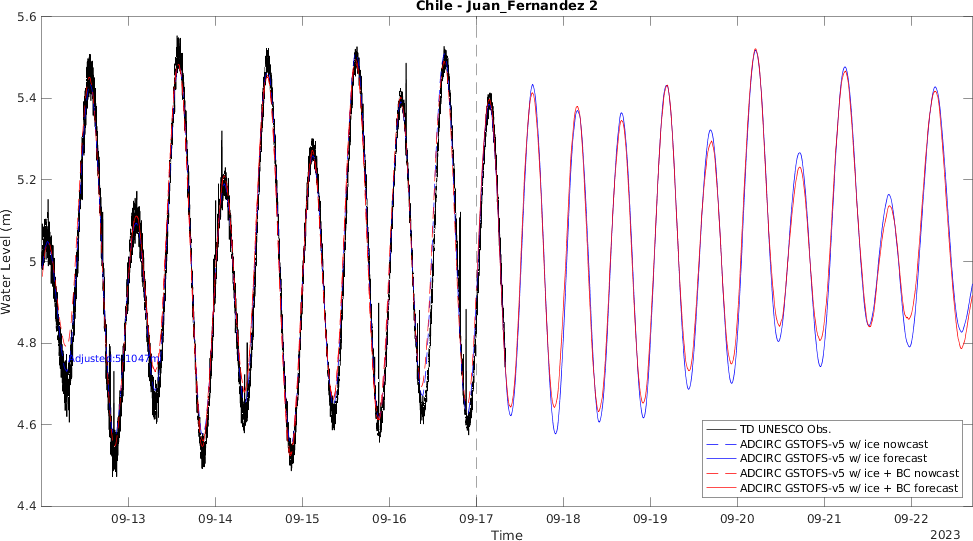 Chile - Juan_Fernandez 2
5.6
5.4
5.2
5
4.8
4.6
4.4
Water Level (m)
TD UNESCO Obs.
ADCIRC GSTOFS-v5 w/ ice nowcast
ADCIRC GSTOFS-v5 w/ ice forecast
ADCIRC GSTOFS-v5 w/ ice + BC nowcast
ADCIRC GSTOFS-v5 w/ ice + BC forecast
09-13
09-14
09-15
09-16
09-17
09-18
09-19
09-20
09-21
09-22
Time
2023